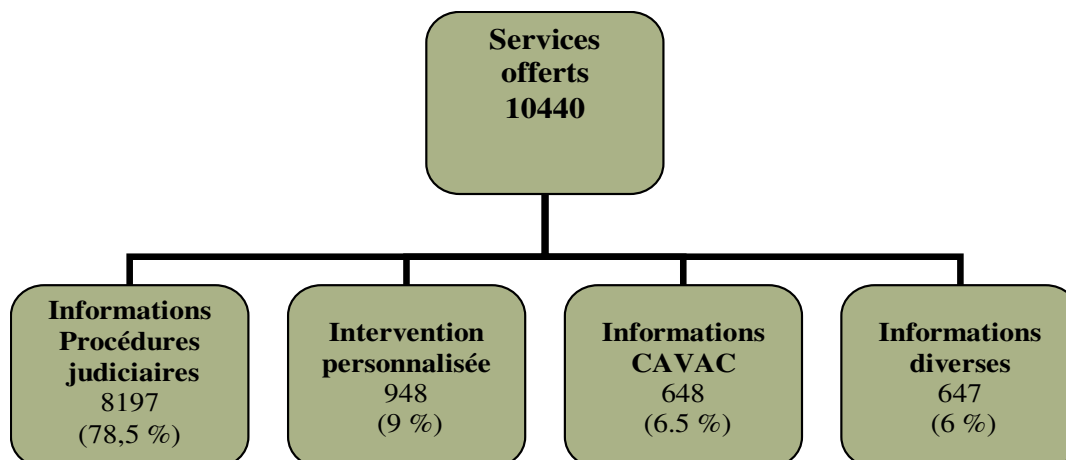 Services
offerts
10440
Informations
Procédures
judiciaires
8197
(78,5 %)
Intervention
personnalisée
948
(9 %)
Informations
CAVAC
648
(6.5 %)
Informations
diverses
647
(6 %)